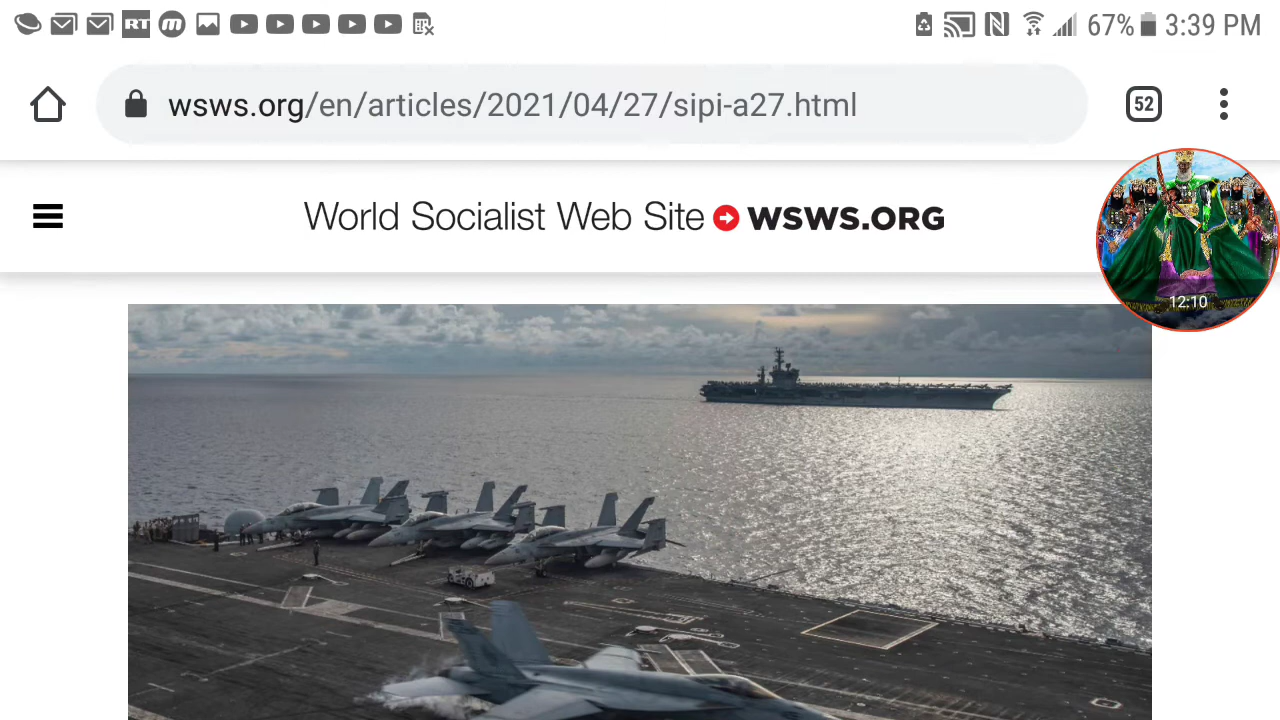 RT m 67% 3:39 PM
wsws.org/en/articles/2021/04/27/sipi-a27.html 52
World Socialist Web Site WSWS.ORG
12:10